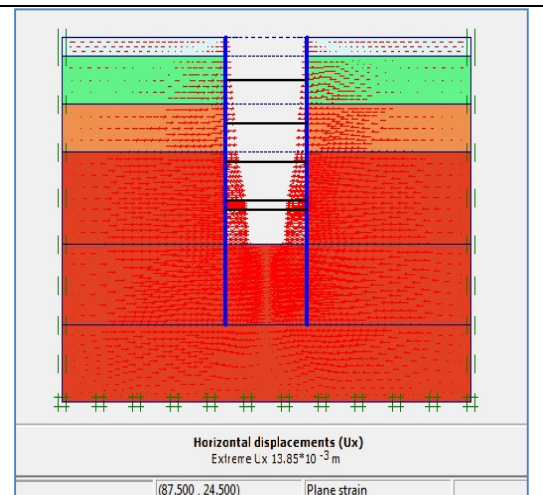 Horizontal displacements (Ux)
Extreme Ux 13.85*10 -3 m
(87.500 , 24.500) Plane strain